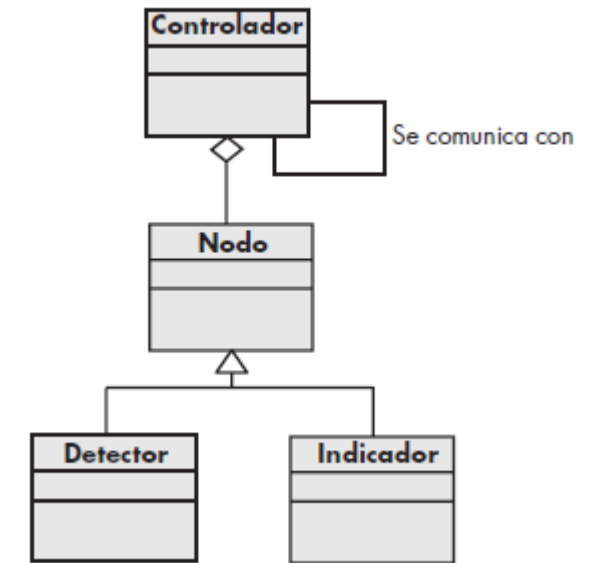 Controlador
Se comunica con
Nodo
Detector
Indicador